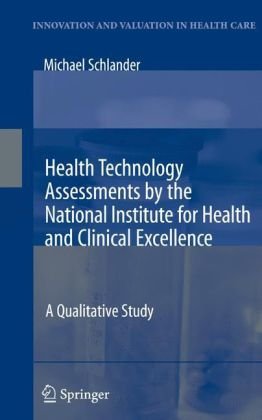 INNOVATION AND VALUATION IN HEALTH CARE
Michael Schlander
Health Technology
Assessments by the
National Institute for Health
and Clinical Excellence
A Qualitative Study
Springer